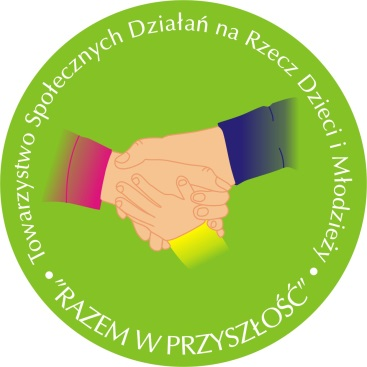 Towarzystwo Społecznych Działań na Rzecz Dzieci i Młodzieży
• "RAZEM W PRZYSZŁOŚĆ" •